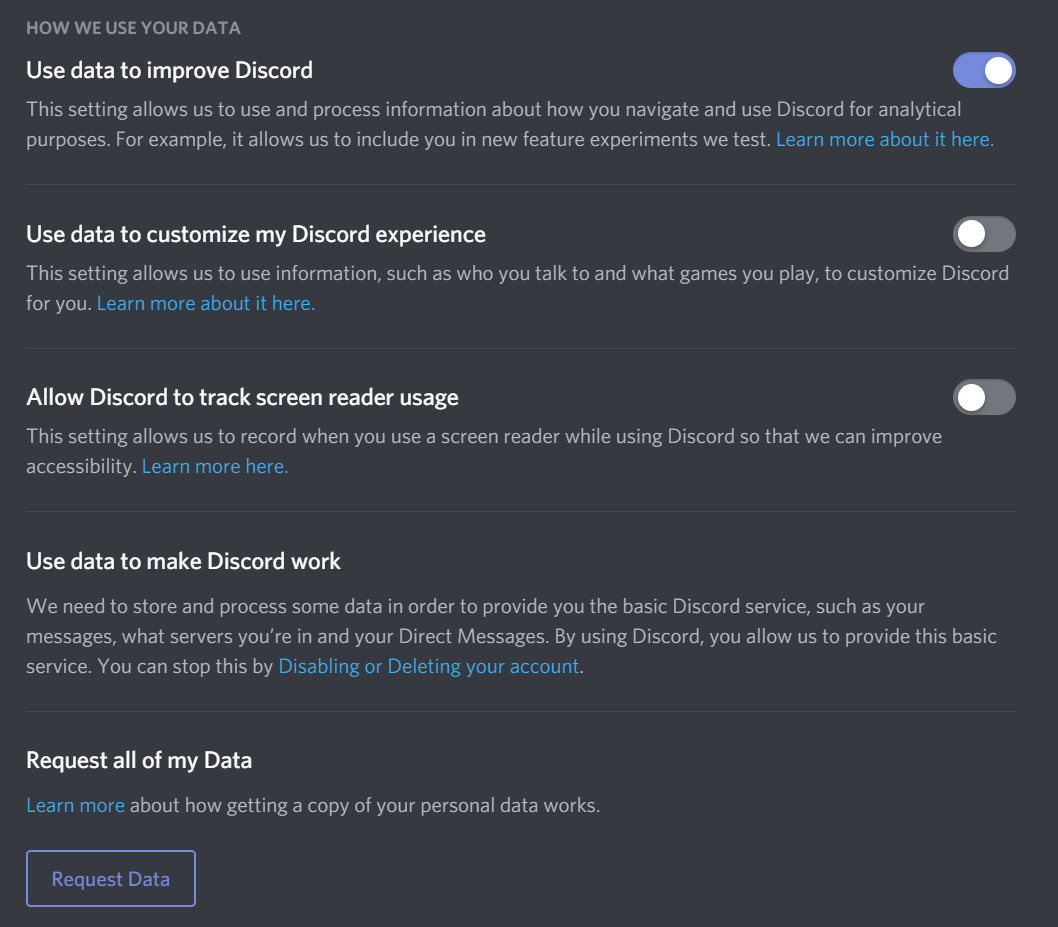 HOW WE USE YOUR DATA
Use data to improve Discord
This setting allows us to use and process information about how you navigate and use Discord for analytical
purposes. For example, it allows us to include you in new feature experiments we test. Learn more about it here.
Use data to customize my Discord experience
This setting allows us to use information, such as who you talk to and what games you play, to customize Discord
for you. Learn more about it here.
Allow Discord to track screen reader usage
This setting allows us to record when you use a screen reader while using Discord so that we can improve
accessibility. Learn more here.
Use data to make Discord work
We need to store and process some data in order to provide you the basic Discord service, such as your
messages, what servers you’re in and your Direct Messages. By using Discord, you allow us to provide this basic
service. You can stop this by Disabling or Deleting your account.
Request all of my Data
Learn more about how getting a copy of your personal data works.
Request Data